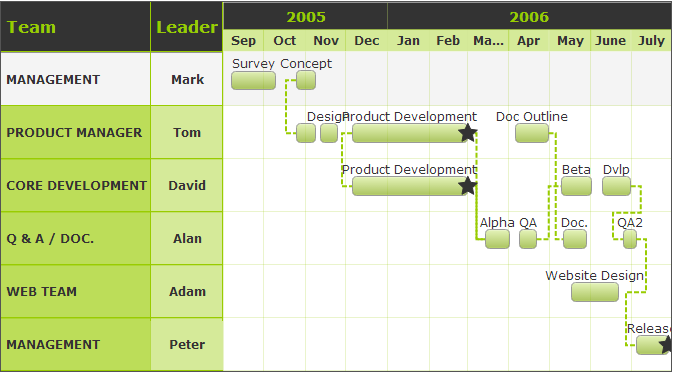 Team Leader 2005 2006
Sep Oct Nov Dec Jan Feb Ma... Apr May June July
Survey Concept
MANAGEMENT Mark
Design Product Development Doc Outline
PRODUCT MANAGER Tom
Product Development Beta Dvlp
CORE DEVELOPMENT David
Alpha QA Doc. QA2
Q & A / DOC. Alan
Website Design
WEB TEAM Adam
Release
MANAGEMENT Peter